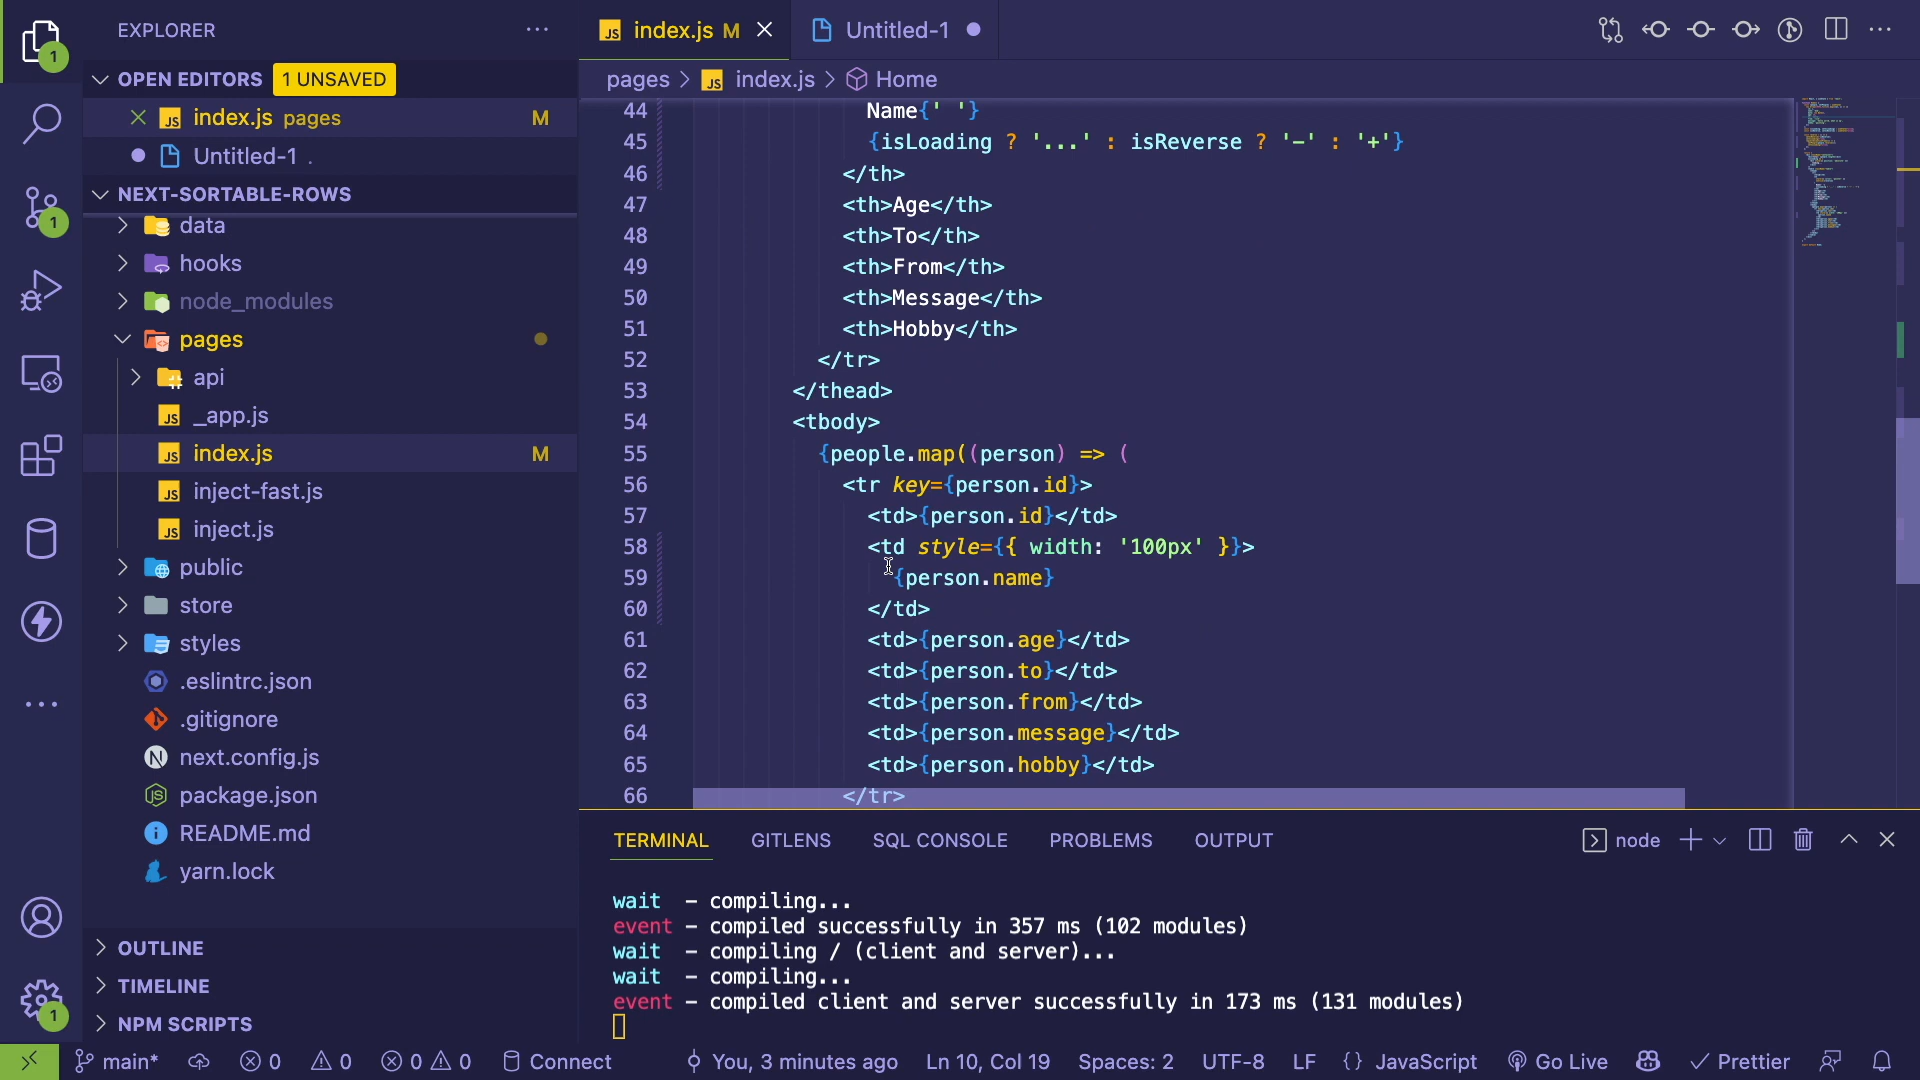 EXPLORER
OPEN EDITORS 1 UNSAVED
index.js pages M
Untitled-1 .
NEXT-SORTABLE-ROWS
data
hooks
node_modules
pages
api
_app.js
index.js M
inject-fast.js
inject.js
public
store
styles
.eslintrc.json
.gitignore
next.config.js
package.json
README.md
yarn.lock
OUTLINE
TIMELINE
NPM SCRIPTS
index.js M
Untitled-1
pages > index.js > Home
44 Name{' '}
45 {isLoading ? '...' : isReverse ? '-' : '+'}
46 </th>
47 <th>Age</th>
48 <th>To</th>
49 <th>From</th>
50 <th>Message</th>
51 <th>Hobby</th>
52 </tr>
53 </thead>
54 <tbody>
55 {people.map((person) => (
56 <tr key={person.id}>
57 <td>{person.id}</td>
58 <td style={{ width: '100px' }}>
59 {person.name}
60 </td>
61 <td>{person.age}</td>
62 <td>{person.to}</td>
63 <td>{person.from}</td>
64 <td>{person.message}</td>
65 <td>{person.hobby}</td>
66 </tr>
TERMINAL GITLENS SQL CONSOLE PROBLEMS OUTPUT node
wait - compiling...
event - compiled successfully in 357 ms (102 modules)
wait - compiling / (client and server)...
wait - compiling...
event - compiled client and server successfully in 173 ms (131 modules)
main* 0 0 0 0 Connect You, 3 minutes ago Ln 10, Col 19 Spaces: 2 UTF-8 LF {} JavaScript Go Live Prettier